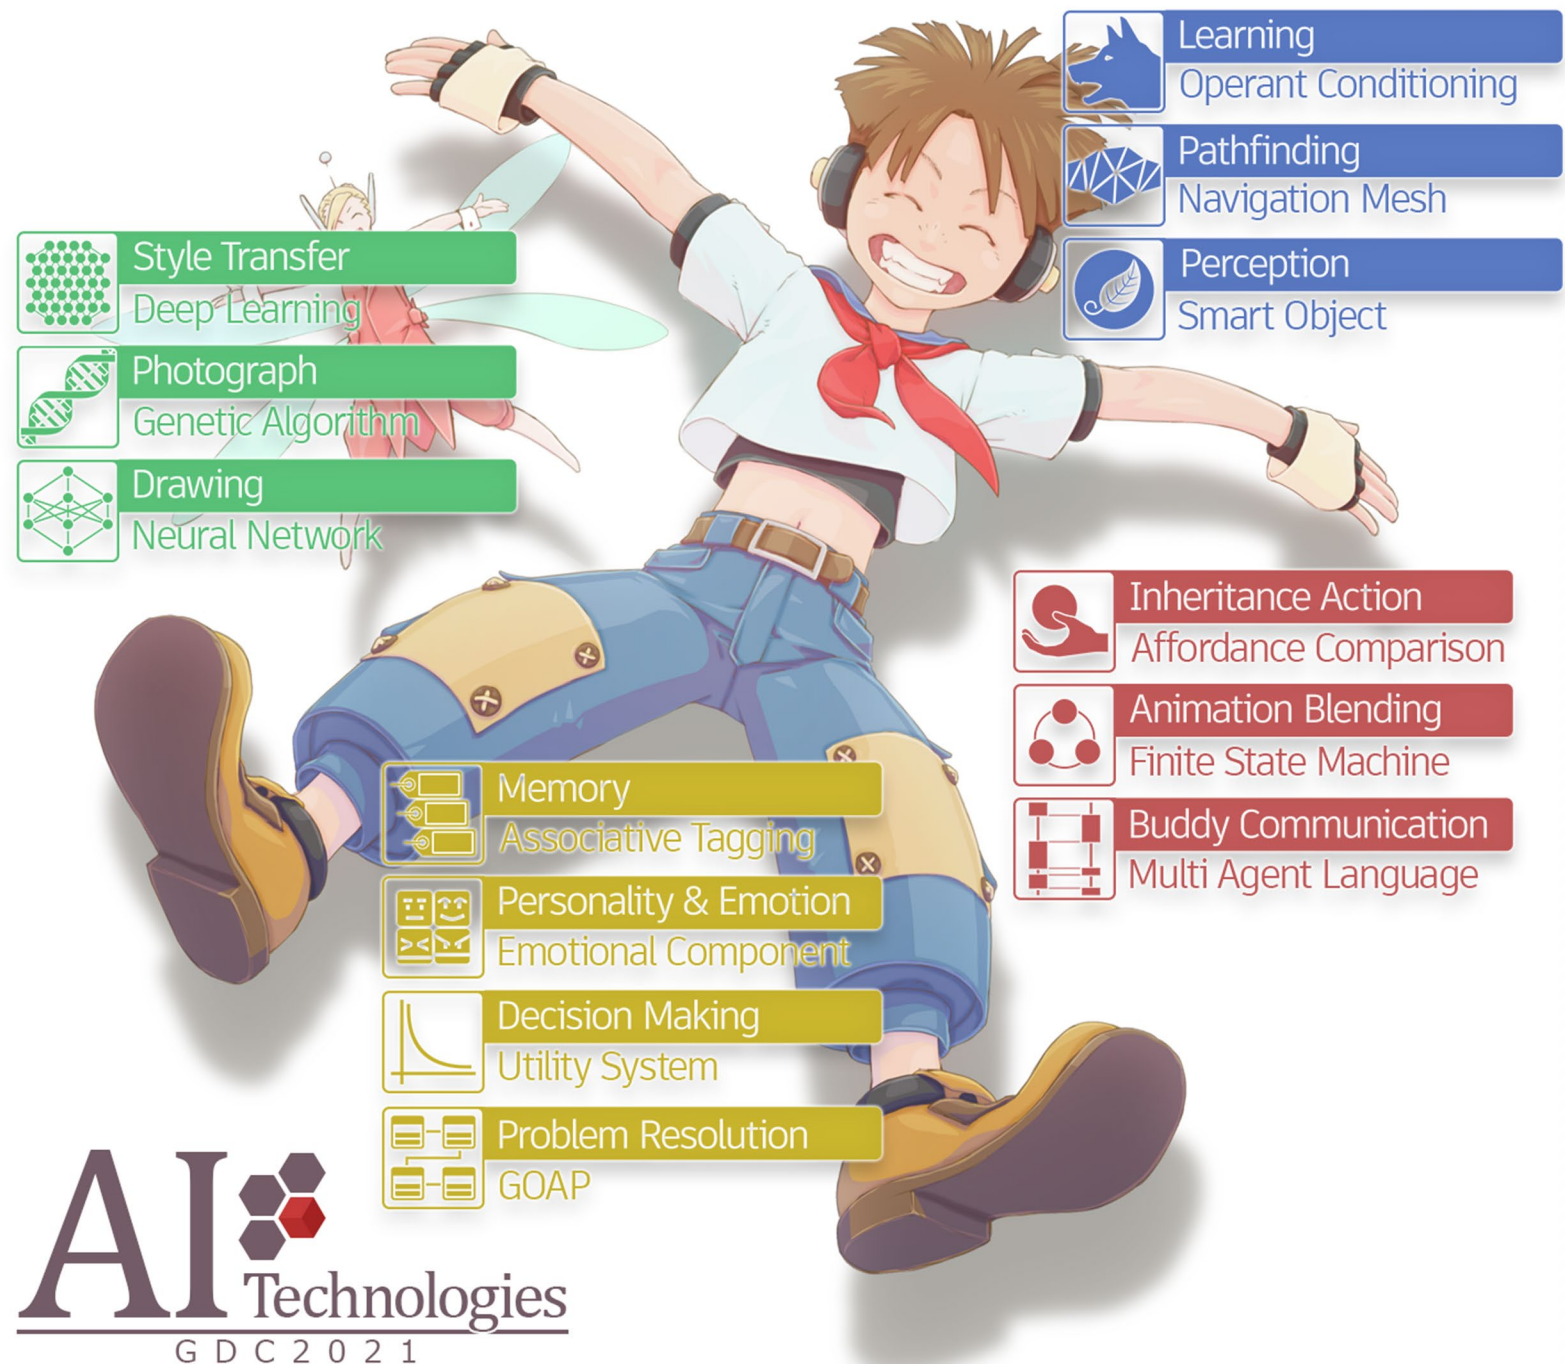 Learning
Operant Conditioning
Pathfinding
Navigation Mesh
Perception
Smart Object
Style Transfer
Deep Learning
Photograph
Genetic Algorithm
Drawing
Neural Network
Inheritance Action
Affordance Comparison
Animation Blending
Finite State Machine
Buddy Communication
Multi Agent Language
Memory
Associative Tagging
Personality & Emotion
Emotional Component
Decision Making
Utility System
Problem Resolution
GOAP
AI
Technologies
GDC2021